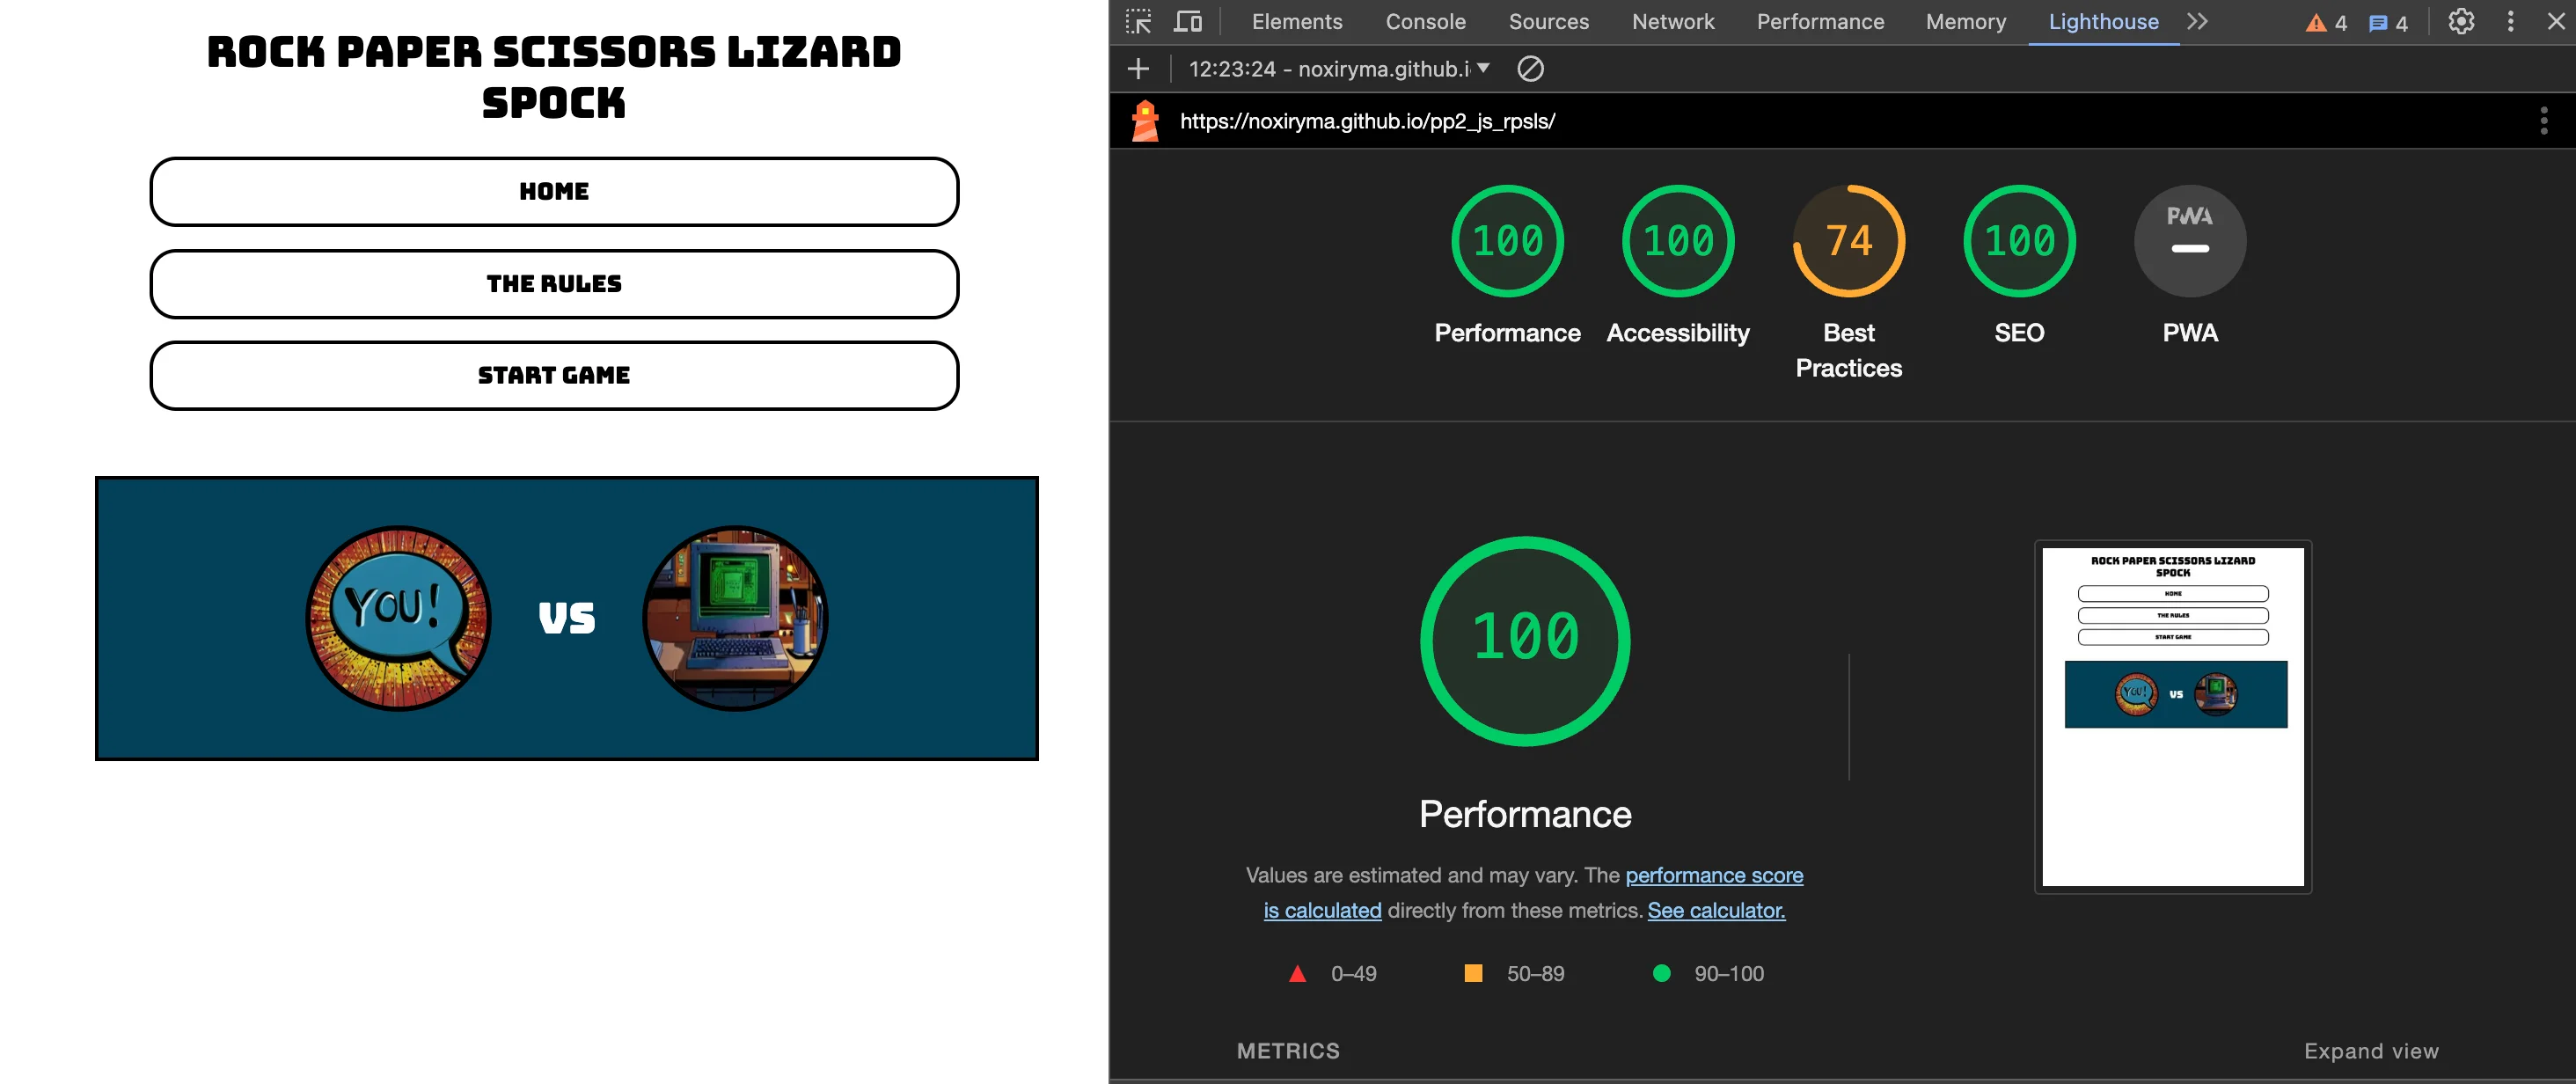 ROCK PAPER SCISSORS LIZARD
SPOCK
HOME
THE RULES
START GAME
YOU!
VS
Elements Console Sources Network Performance Memory Lighthouse 4 4
12:23:24 - noxiryma.github.i
https://noxiryma.github.io/pp2_js_rpsls/
100 100 74 100 PWA
Performance Accessibility Best Practices SEO PWA
100
Performance
Values are estimated and may vary. The performance score
is calculated directly from these metrics. See calculator.
0–49 50–89 90–100
ROCK PAPER SCISSORS LIZARD
SPOCK
HOME
THE RULES
START GAME
YOU!
VS
METRICS Expand view